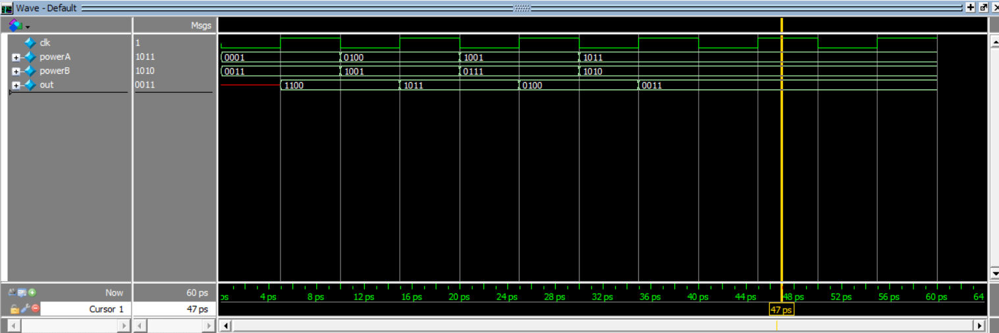 Wave - Default
Msgs
clk 1
powerA 1011 0001 0100 1001 1011
powerB 1010 0011 1001 0111 1010
out 0011 1100 1011 0100 0011
Now 60 ps ps 4 ps 8 ps 12 ps 16 ps 20 ps 24 ps 28 ps 32 ps 36 ps 40 ps 44 ps 48 ps 52 ps 56 ps 60 ps 64
Cursor 1 47 ps 47 ps